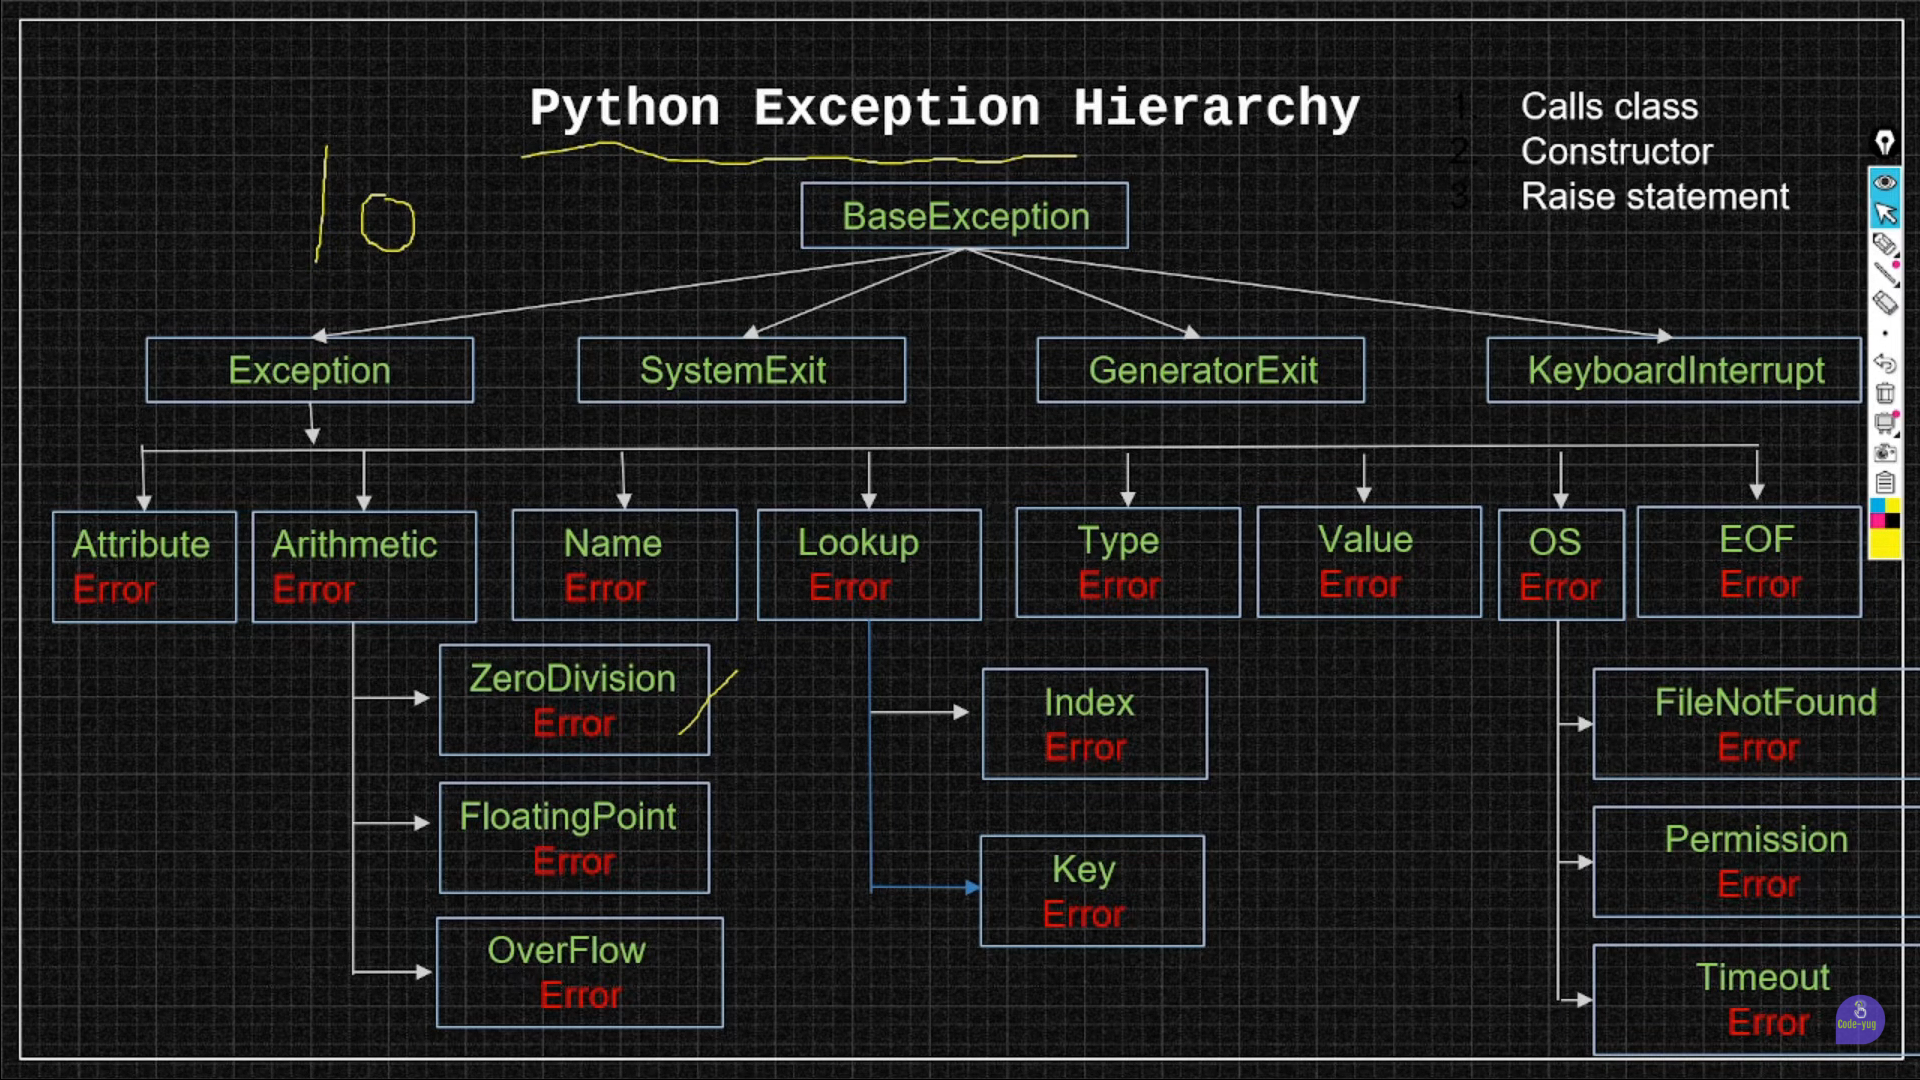 Python Exception Hierarchy
1 Calls class
2 Constructor
3 Raise statement
10
BaseException
Exception SystemExit GeneratorExit KeyboardInterrupt
Attribute
Error
Arithmetic
Error
Name
Error
Lookup
Error
Type
Error
Value
Error
OS
Error
EOF
Error
ZeroDivision
Error
FloatingPoint
Error
OverFlow
Error
Index
Error
Key
Error
FileNotFound
Error
Permission
Error
Timeout
Error
Code-yug